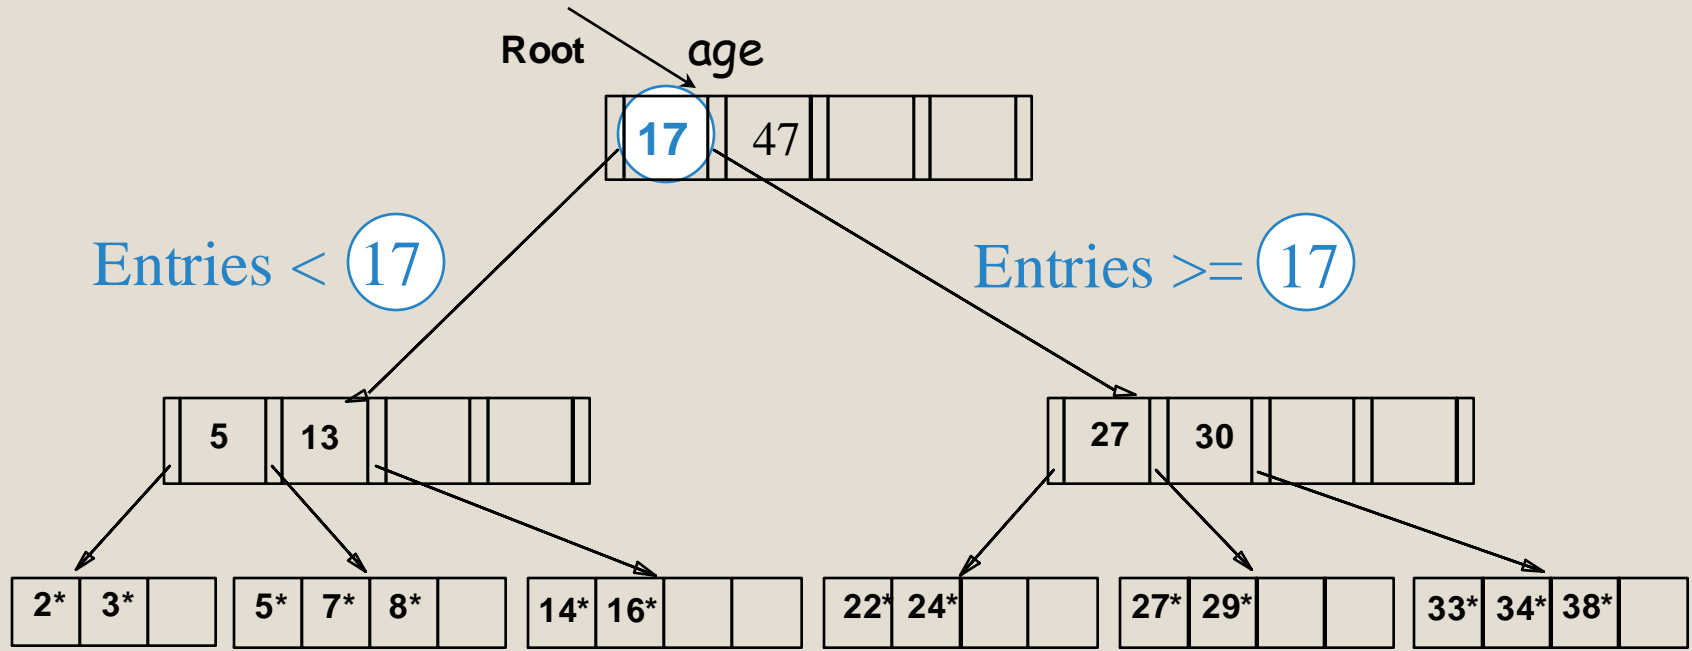 Root age
17 47
Entries < 17 Entries >= 17
5 13 27 30
2* 3* 5* 7* 8* 14* 16* 22* 24* 27* 29* 33* 34* 38*